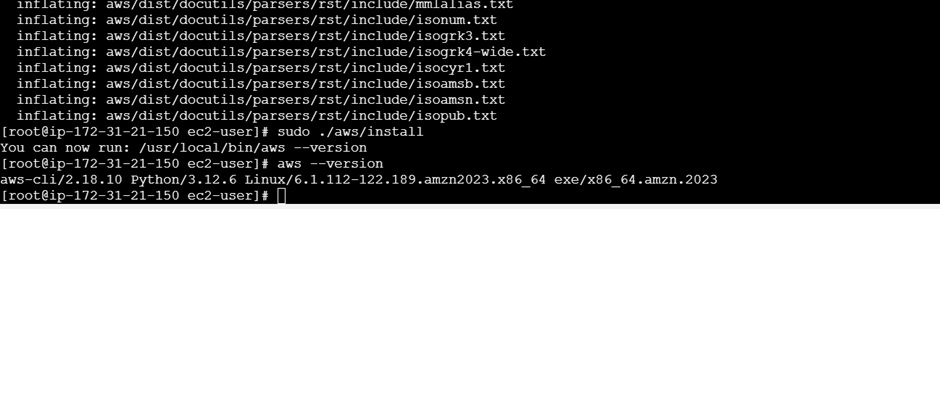 inflating: aws/dist/docutils/parsers/rst/include/mmlalias.txt
inflating: aws/dist/docutils/parsers/rst/include/isonum.txt
inflating: aws/dist/docutils/parsers/rst/include/isogrk3.txt
inflating: aws/dist/docutils/parsers/rst/include/isogrk4-wide.txt
inflating: aws/dist/docutils/parsers/rst/include/isocyr1.txt
inflating: aws/dist/docutils/parsers/rst/include/isoamsb.txt
inflating: aws/dist/docutils/parsers/rst/include/isoamsn.txt
inflating: aws/dist/docutils/parsers/rst/include/isopub.txt
[root@ip-172-31-21-150 ec2-user]# sudo ./aws/install
You can now run: /usr/local/bin/aws --version
[root@ip-172-31-21-150 ec2-user]# aws --version
aws-cli/2.18.10 Python/3.12.6 Linux/6.1.112-122.189.amzn2023.x86_64 exe/x86_64.amzn.2023
[root@ip-172-31-21-150 ec2-user]#